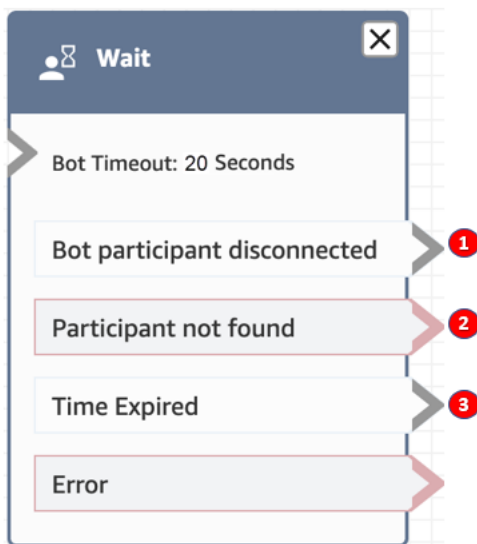 Wait
Bot Timeout: 20 Seconds
Bot participant disconnected
1
Participant not found
2
Time Expired
3
Error